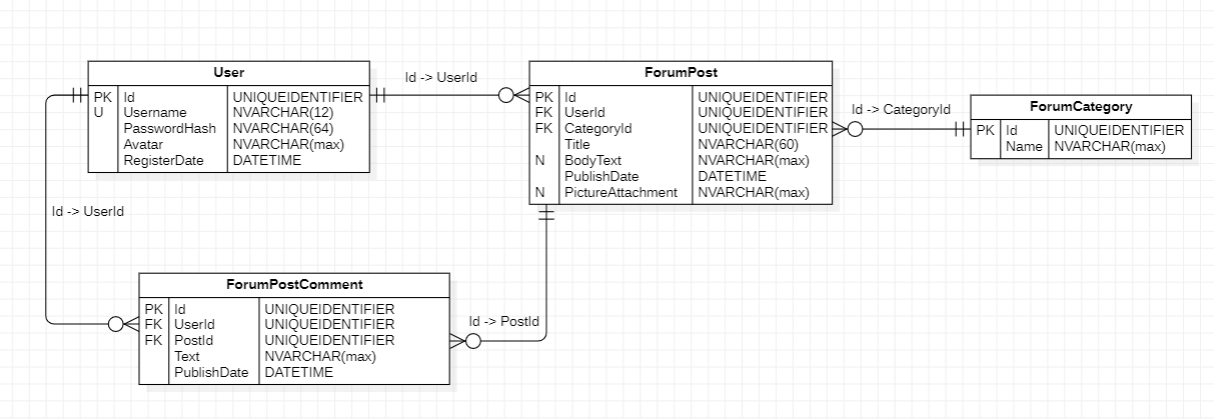 User
PK Id UNIQUEIDENTIFIER
U Username NVARCHAR(12)
PasswordHash NVARCHAR(64)
Avatar NVARCHAR(max)
RegisterDate DATETIME
Id -> UserId
ForumPost
PK Id UNIQUEIDENTIFIER
FK UserId UNIQUEIDENTIFIER
FK CategoryId UNIQUEIDENTIFIER
Title NVARCHAR(60)
N BodyText NVARCHAR(max)
PublishDate DATETIME
N PictureAttachment NVARCHAR(max)
Id -> CategoryId
ForumCategory
PK Id UNIQUEIDENTIFIER
Name NVARCHAR(max)
Id -> UserId
ForumPostComment
PK Id UNIQUEIDENTIFIER
FK UserId UNIQUEIDENTIFIER
FK PostId UNIQUEIDENTIFIER
Text NVARCHAR(max)
PublishDate DATETIME
Id -> PostId